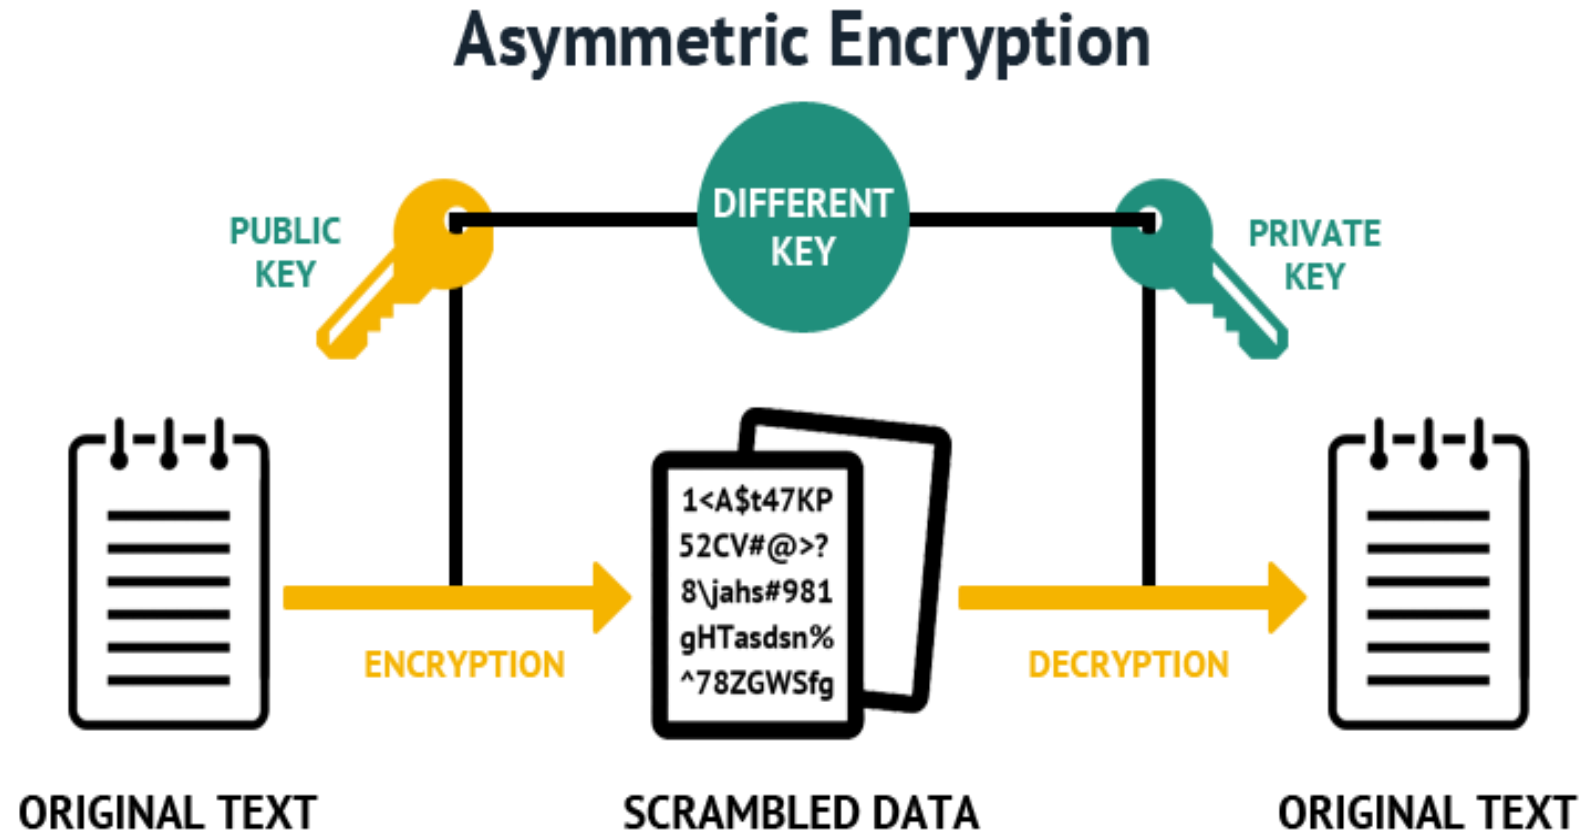 Asymmetric Encryption
DIFFERENT
KEY
PUBLIC
KEY
PRIVATE
KEY
1<A$t47KP
52CV#@>?
8\jahs#981
gHTasdsn%
^78ZGWSfg
ENCRYPTION
DECRYPTION
ORIGINAL TEXT
SCRAMBLED DATA
ORIGINAL TEXT